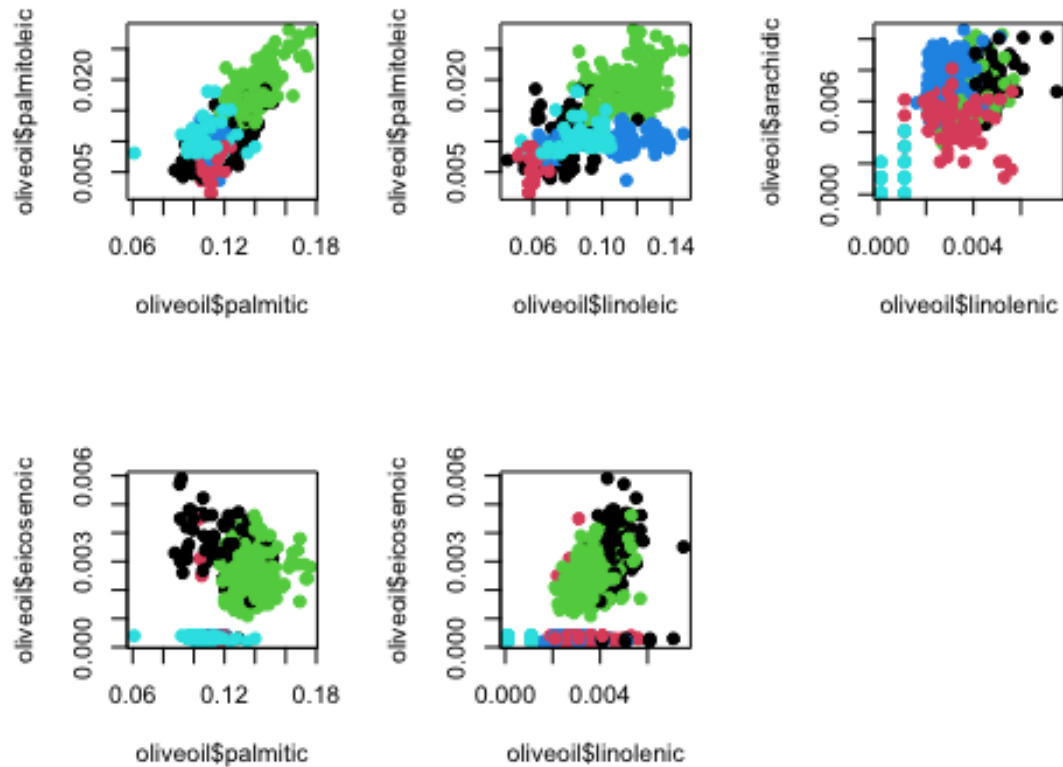 oliveoil$palmitoleic
0.005 0.020
0.06 0.12 0.18
oliveoil$palmitic
oliveoil$palmitoleic
0.005 0.020
0.06 0.10 0.14
oliveoil$linoleic
oliveoil$arachidic
0.000 0.006
0.000 0.004
oliveoil$linolenic
oliveoil$eicosenoic
0.000 0.003 0.006
0.06 0.12 0.18
oliveoil$palmitic
oliveoil$eicosenoic
0.000 0.003 0.006
0.000 0.004
oliveoil$linolenic